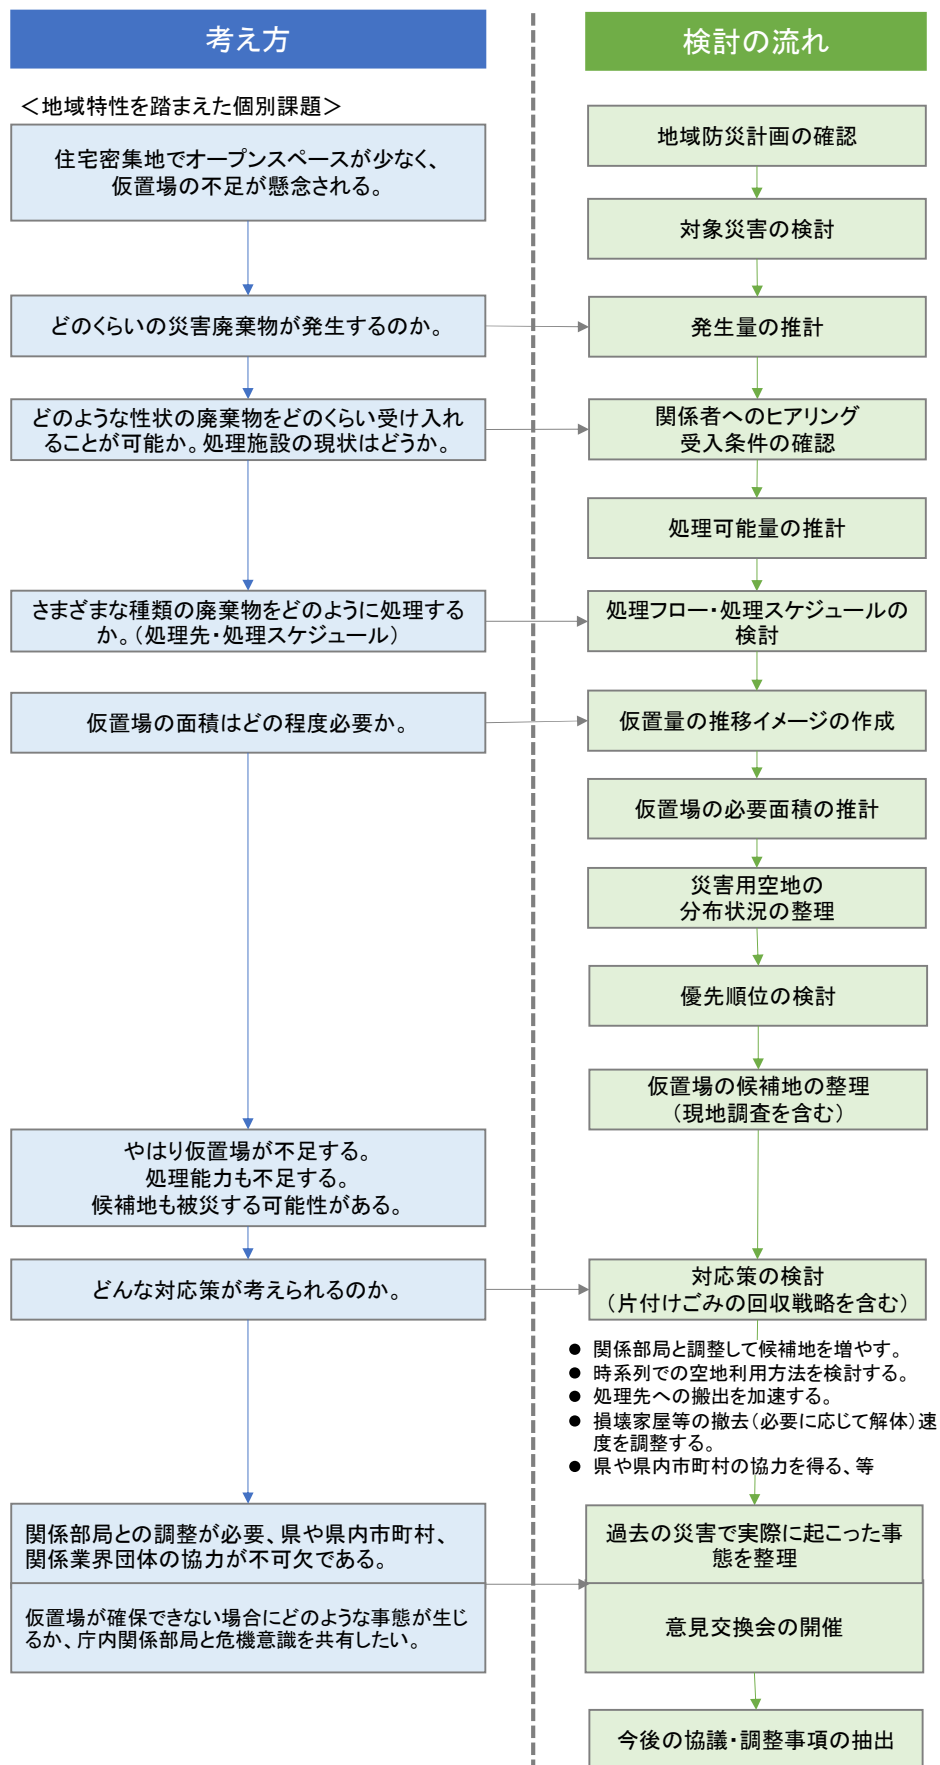 考え方
＜地域特性を踏まえた個別課題＞
住宅密集地でオープンスペースが少なく、
仮置場の不足が懸念される。
どのくらいの災害廃棄物が発生するのか。
どのような性状の廃棄物をどのくらい受け入れ
ることが可能か。処理施設の現状はどうか。
さまざまな種類の廃棄物をどのように処理する
か。（処理先・処理スケジュール）
仮置場の面積はどの程度必要か。
やはり仮置場が不足する。
処理能力も不足する。
候補地も被災する可能性がある。
どんな対応策が考えられるのか。
関係部局との調整が必要、県や県内市町村、
関係業界団体の協力が不可欠である。
仮置場が確保できない場合にどのような事態が生じ
るか、庁内関係部局と危機意識を共有したい。
検討の流れ
地域防災計画の確認
対象災害の検討
発生量の推計
関係者へのヒアリング
受入条件の確認
処理可能量の推計
処理フロー・処理スケジュールの
検討
仮置量の推移イメージの作成
仮置場の必要面積の推計
災害用空地の
分布状況の整理
優先順位の検討
仮置場の候補地の整理
（現地調査を含む）
対応策の検討
（片付けごみの回収戦略を含む）
● 関係部局と調整して候補地を増やす。
● 時系列での空地利用方法を検討する。
● 処理先への搬出を加速する。
● 損壊家屋等の撤去（必要に応じて解体）速
度を調整する。
● 県や県内市町村の協力を得る、等
過去の災害で実際に起こった事
態を整理
意見交換会の開催
今後の協議・調整事項の抽出